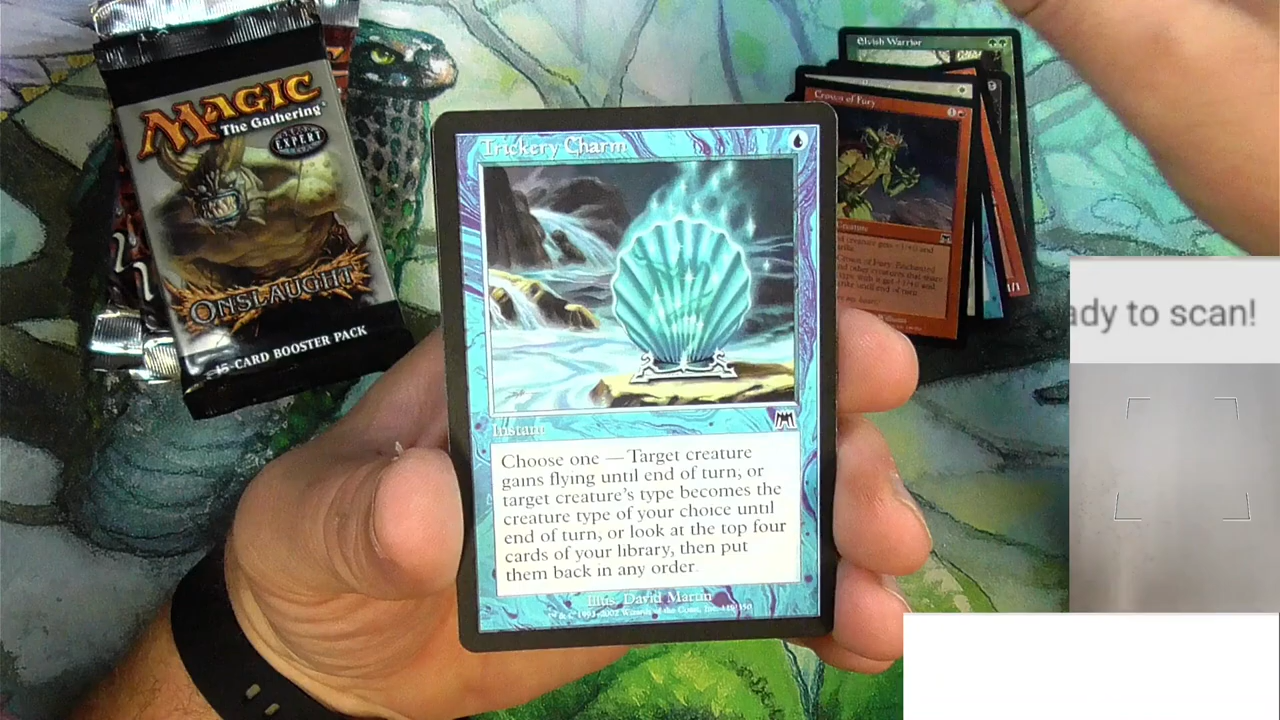 MAGIC
The Gathering®
EXPERT
ONSLAUGHT
15-CARD BOOSTER PACK
Trickery Charm
Instant
Choose one — Target creature
gains flying until end of turn; or
target creature's type becomes the
creature type of your choice until
end of turn; or look at the top four
cards of your library, then put
them back in any order.
Illus. David Martin
Elvish Warrior
Crown of Fury
1/1
ady to scan!